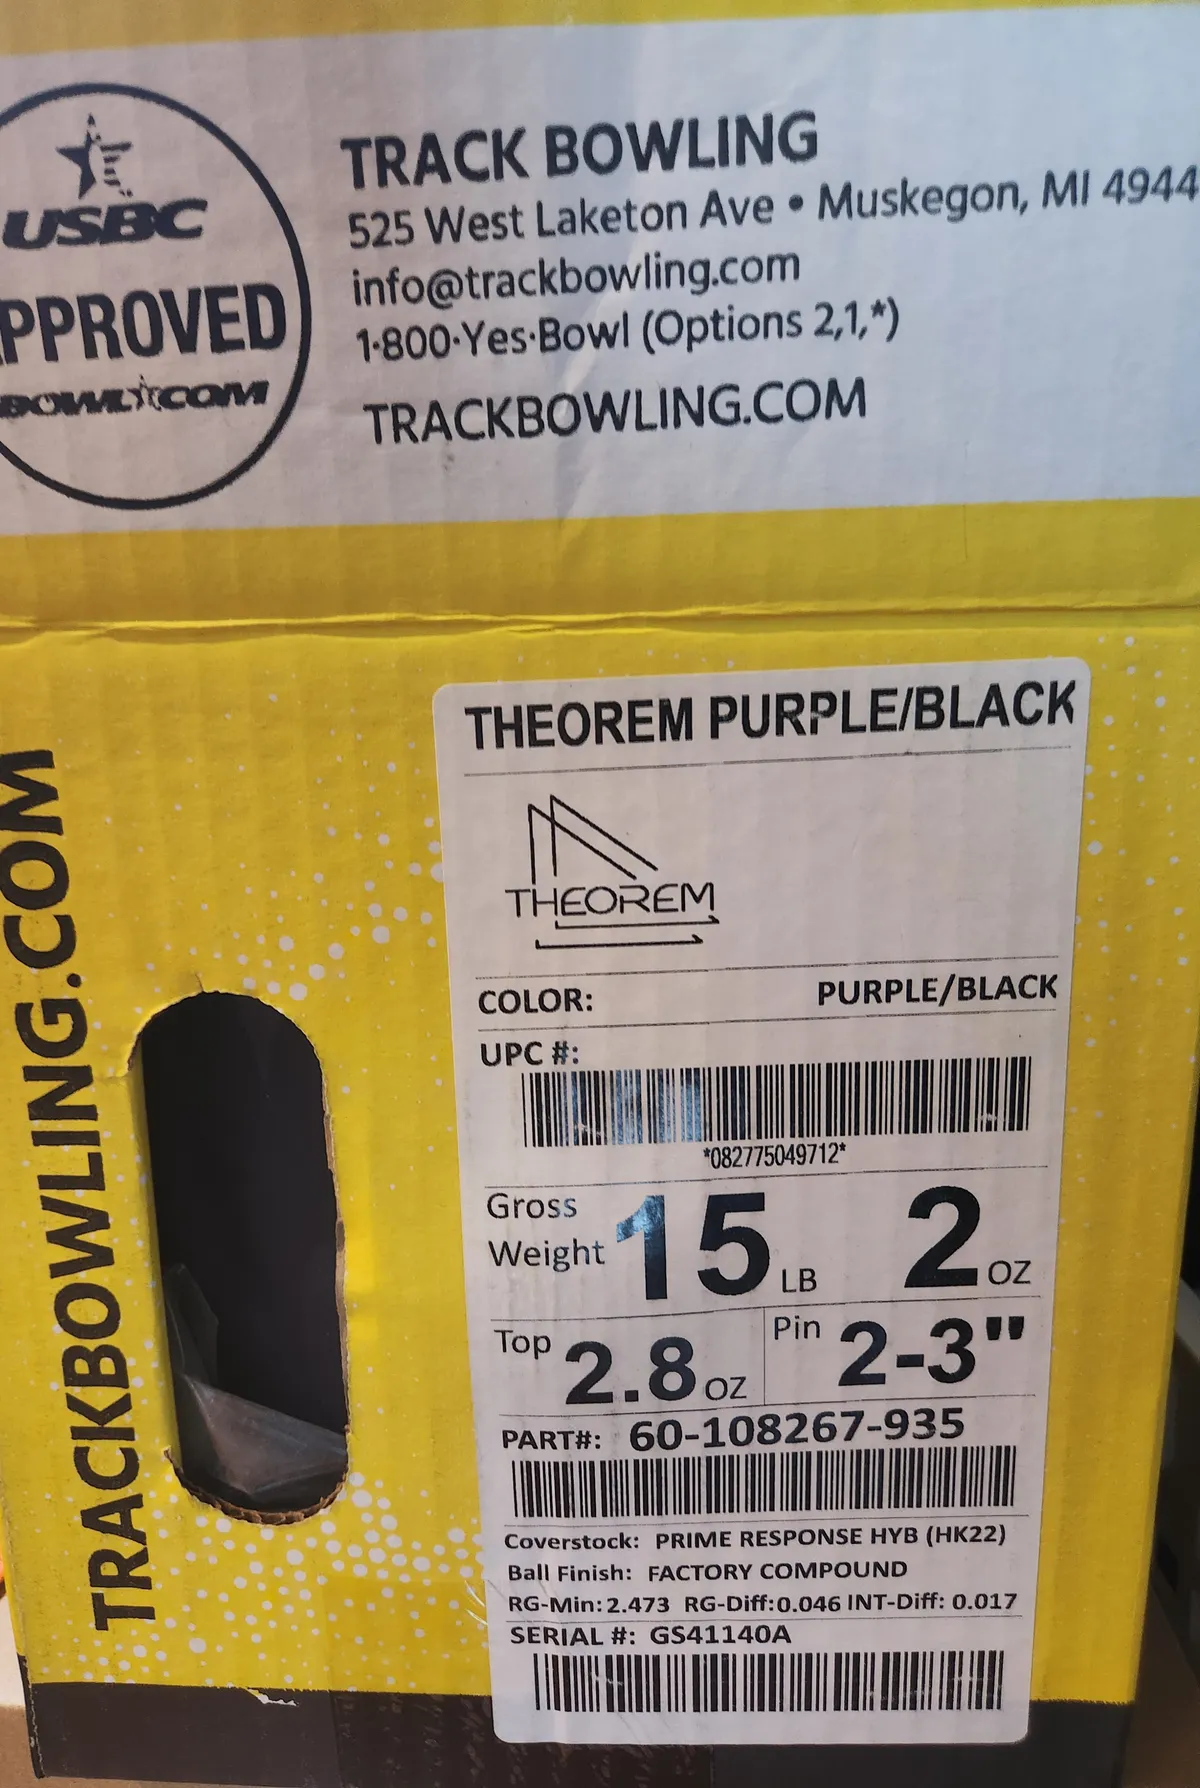 USBC
APPROVED
BOWL.COM
TRACK BOWLING
525 West Laketon Ave • Muskegon, MI 4944
info@trackbowling.com
1·800·Yes·Bowl (Options 2,1,*)
TRACKBOWLING.COM
TRACKBOWLING.COM
THEOREM PURPLE/BLACK
THEOREM
COLOR: PURPLE/BLACK
UPC #:
*082775049712*
Gross Weight 15 LB 2 OZ
Top 2.8 OZ Pin 2-3"
PART#: 60-108267-935
Coverstock: PRIME RESPONSE HYB (HK22)
Ball Finish: FACTORY COMPOUND
RG-Min: 2.473 RG-Diff: 0.046 INT-Diff: 0.017
SERIAL #: GS41140A